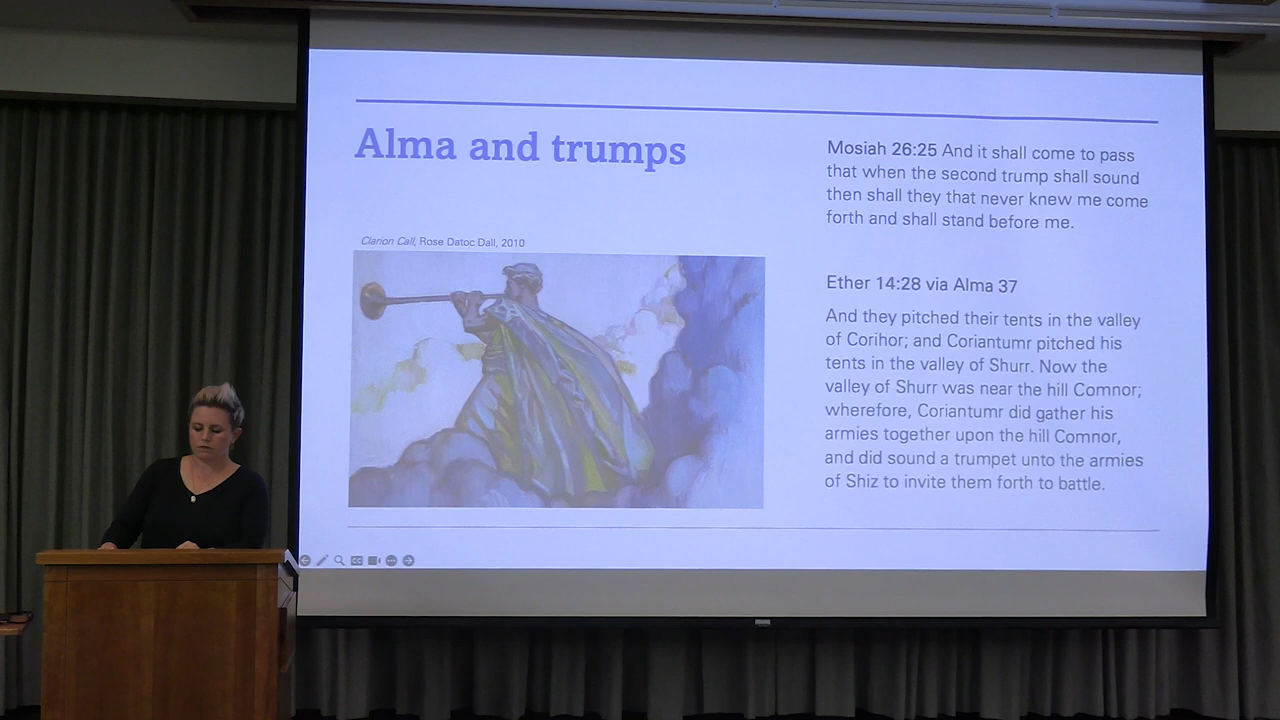 Alma and trumps
Clarion Call, Rose Datoc Dall, 2010
Mosiah 26:25 And it shall come to pass
that when the second trump shall sound
then shall they that never knew me come
forth and shall stand before me.
Ether 14:28 via Alma 37
And they pitched their tents in the valley
of Corihor; and Coriantumr pitched his
tents in the valley of Shurr. Now the
valley of Shurr was near the hill Comnor;
wherefore, Coriantumr did gather his
armies together upon the hill Comnor,
and did sound a trumpet unto the armies
of Shiz to invite them forth to battle.